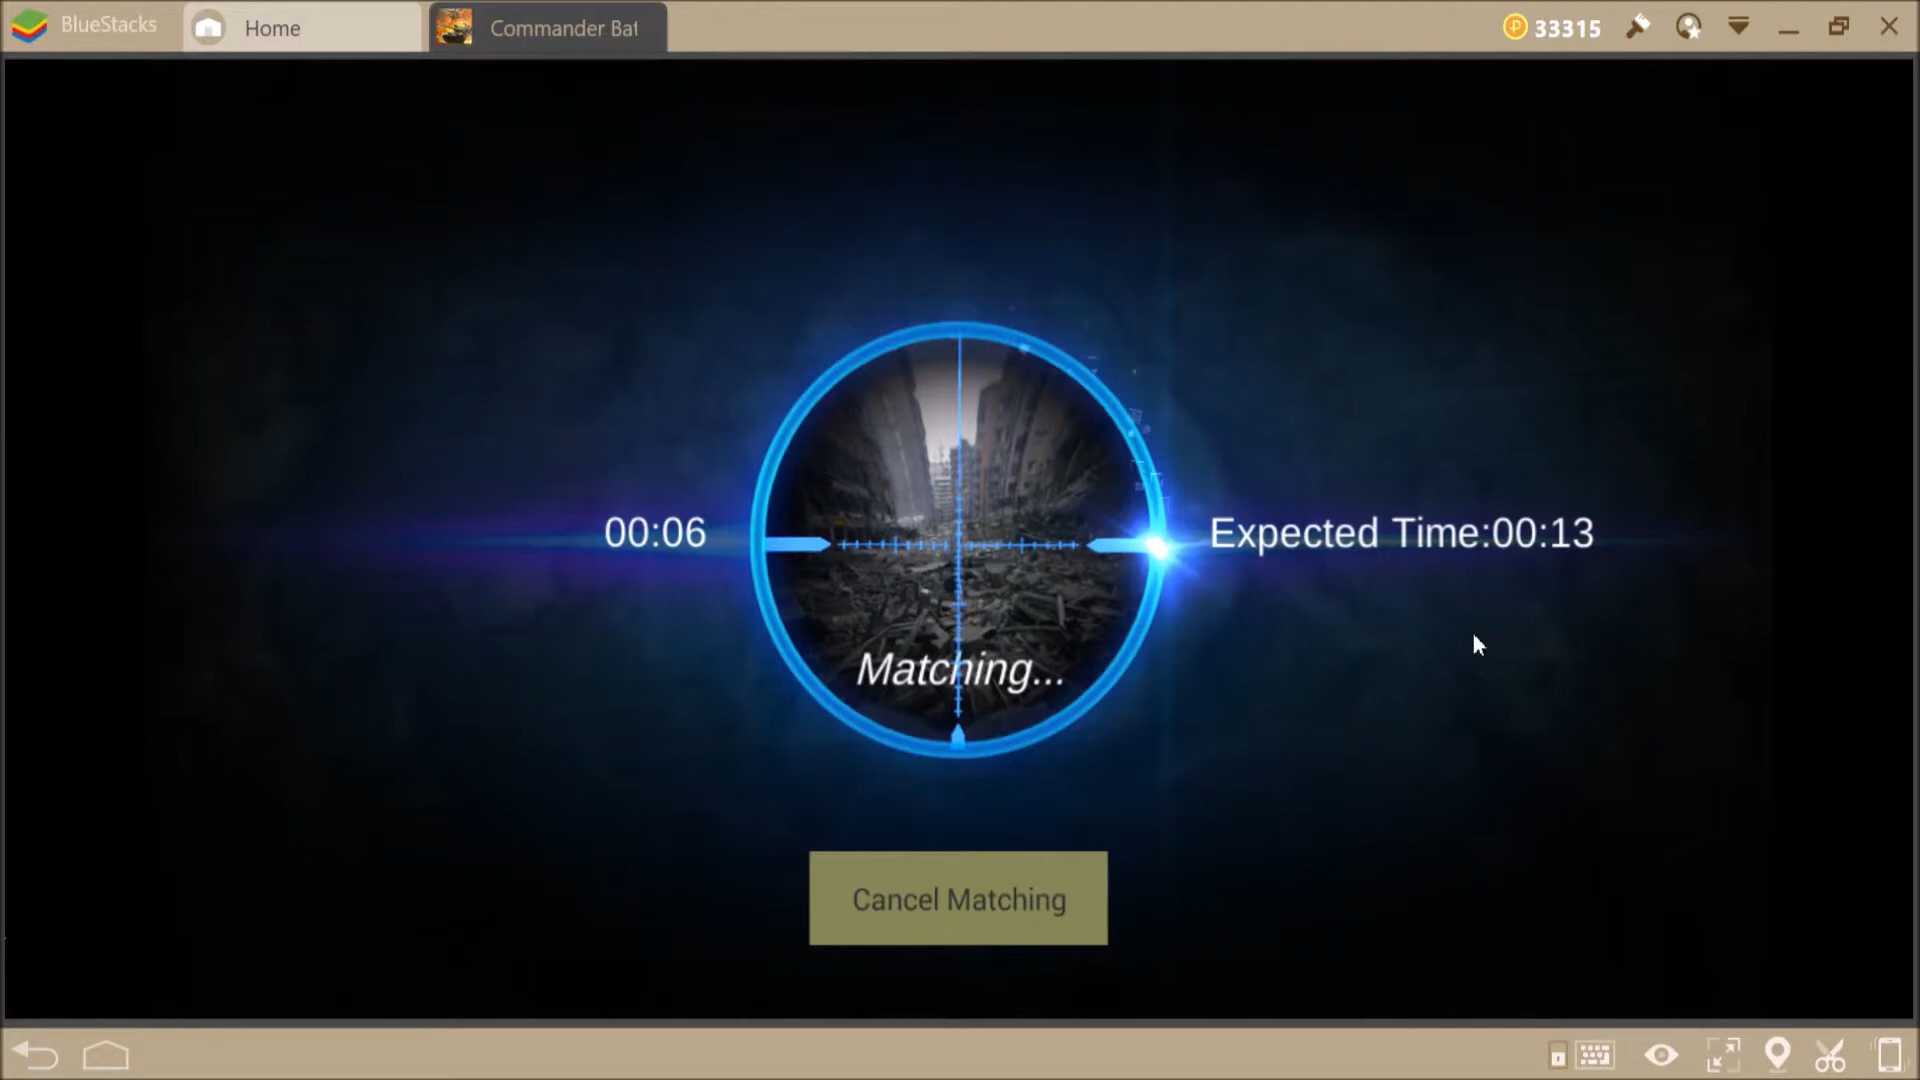 BlueStacks
Home
Commander Bat
33315
00:06
Expected Time:00:13
Matching...
Cancel Matching